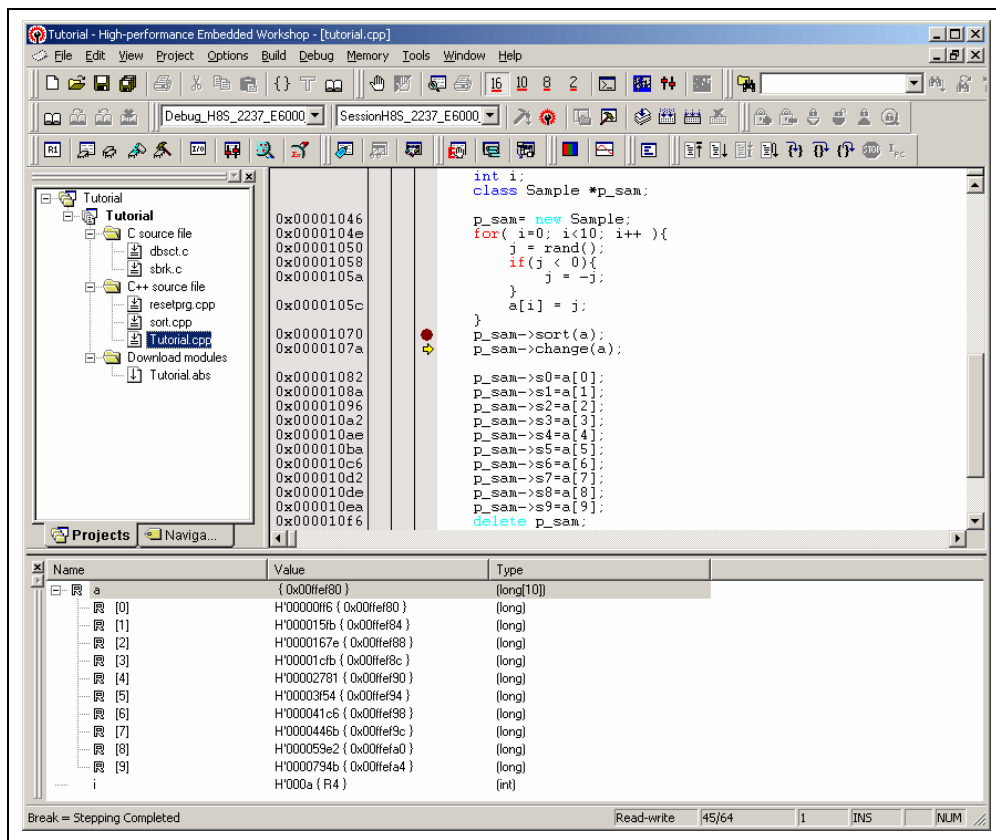 Tutorial - High-performance Embedded Workshop - [tutorial.cpp]
File Edit View Project Options Build Debug Memory Tools Window Help
16 10 8 2
Debug_H8S_2237_E6000 SessionH8S_2237_E6000
R1 I/O STOP IPC
Tutorial
Tutorial
C source file
dbsct.c
sbrk.c
C++ source file
resetprg.cpp
sort.cpp
Tutorial.cpp
Download modules
Tutorial.abs
Projects Naviga...
int i;
class Sample *p_sam;
0x00001046 p_sam= new Sample;
0x0000104e for( i=0; i<10; i++ ){
0x00001050 j = rand();
0x00001058 if(j < 0){
0x0000105a j = -j;
}
0x0000105c a[i] = j;
}
0x00001070 p_sam->sort(a);
0x0000107a p_sam->change(a);
0x00001082 p_sam->s0=a[0];
0x0000108a p_sam->s1=a[1];
0x00001096 p_sam->s2=a[2];
0x000010a2 p_sam->s3=a[3];
0x000010ae p_sam->s4=a[4];
0x000010ba p_sam->s5=a[5];
0x000010c6 p_sam->s6=a[6];
0x000010d2 p_sam->s7=a[7];
0x000010de p_sam->s8=a[8];
0x000010ea p_sam->s9=a[9];
0x000010f6 delete p_sam;
Name Value Type
R a { 0x00ffef80 } (long[10])
R [0] H'00000ff6 { 0x00ffef80 } (long)
R [1] H'000015fb { 0x00ffef84 } (long)
R [2] H'0000167e { 0x00ffef88 } (long)
R [3] H'00001cfb { 0x00ffef8c } (long)
R [4] H'00002781 { 0x00ffef90 } (long)
R [5] H'00003f54 { 0x00ffef94 } (long)
R [6] H'000041c6 { 0x00ffef98 } (long)
R [7] H'0000446b { 0x00ffef9c } (long)
R [8] H'000059e2 { 0x00ffefa0 } (long)
R [9] H'0000794b { 0x00ffefa4 } (long)
i H'000a { R4 } (int)
Break = Stepping Completed Read-write 45/64 1 INS NUM